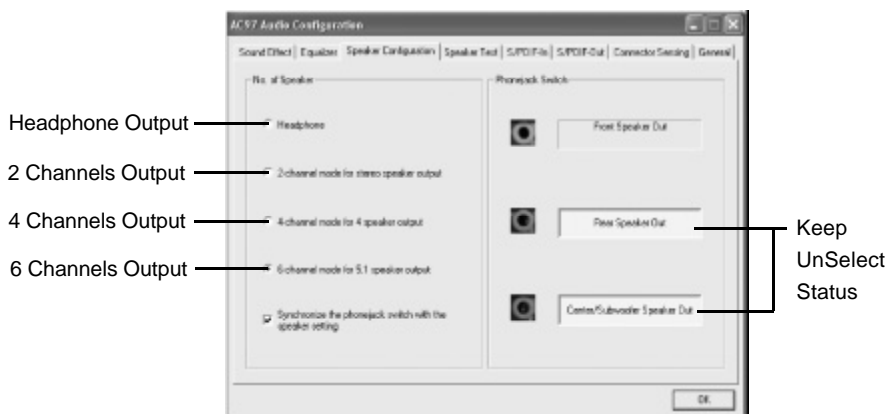 AC97 Audio Configuration
Sound Effect Equalizer Speaker Configuration Speaker Test S/PDIF-In S/PDIF-Out Connector Sensing General
No. of Speaker
Phonejack Switch
Headphone Output
Headphone
Front Speaker Out
2 Channels Output
2-channel mode for stereo speaker output
4 Channels Output
4-channel mode for 4 speaker output
Rear Speaker Out
6 Channels Output
6-channel mode for 5.1 speaker output
Synchronize the phonejack switch with the
speaker setting
Center/Subwoofer Speaker Out
Keep
UnSelect
Status
OK